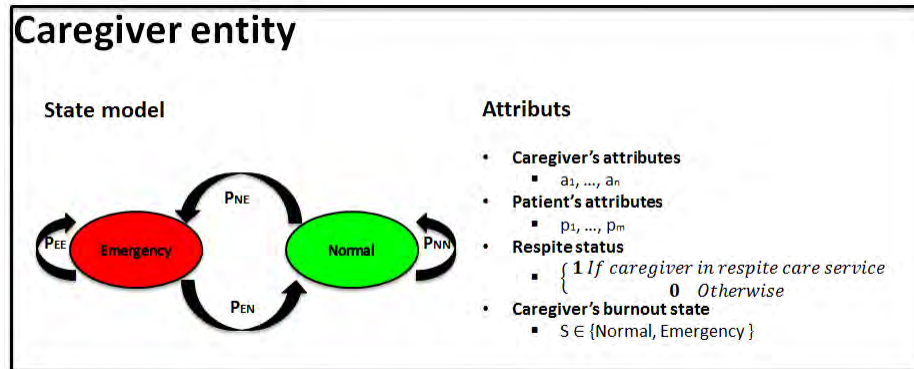 Caregiver entity
State model
PNE
PEE
Emergency
Normal
PNN
PEN
Attributs
• Caregiver's attributes
▪ a1, ..., an
• Patient's attributes
▪ p1, ..., pm
• Respite status
▪ { 1 If caregiver in respite care service
0 Otherwise
• Caregiver's burnout state
▪ S ∈ {Normal, Emergency }